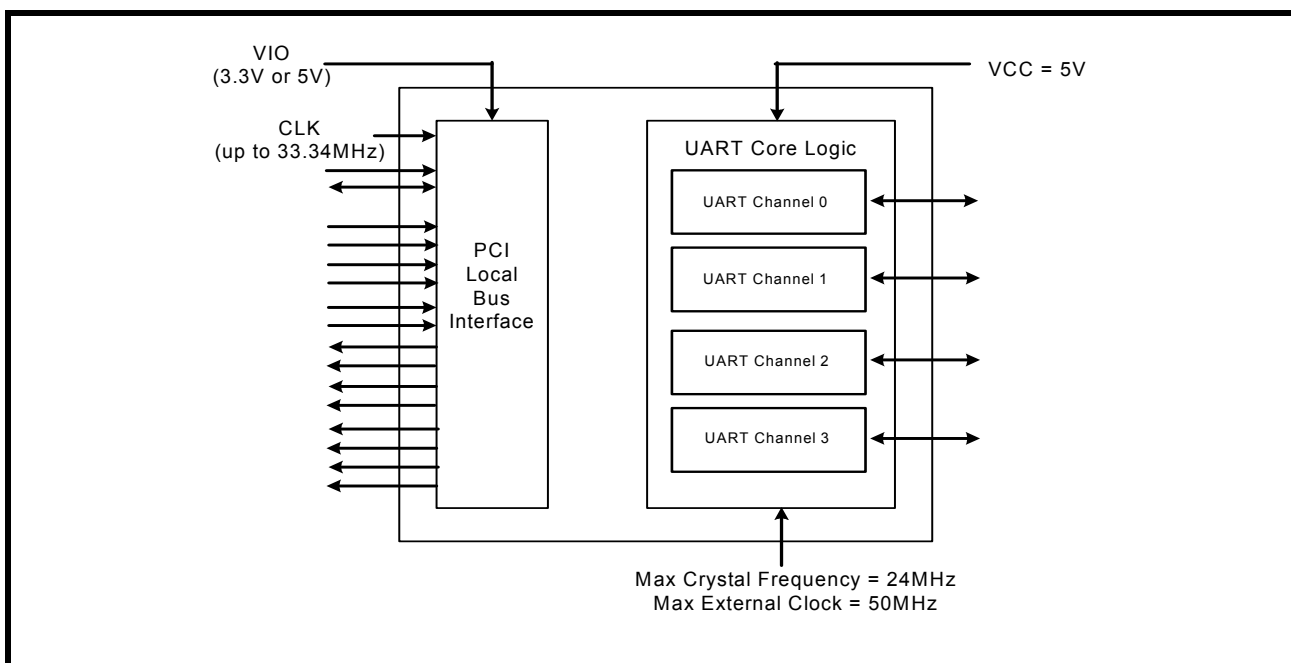 VIO
(3.3V or 5V)
VCC = 5V
CLK
(up to 33.34MHz)
PCI
Local
Bus
Interface
UART Core Logic
UART Channel 0
UART Channel 1
UART Channel 2
UART Channel 3
Max Crystal Frequency = 24MHz
Max External Clock = 50MHz